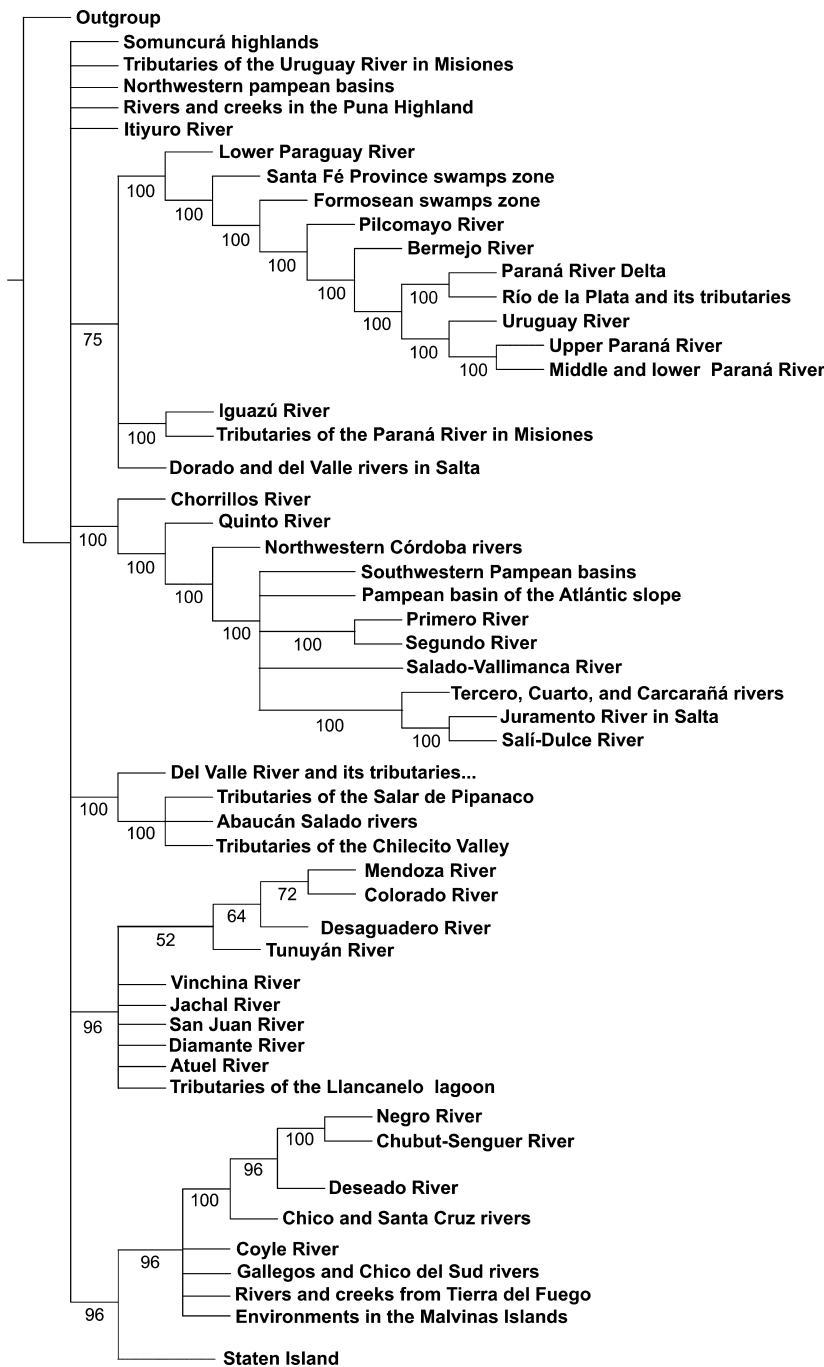 Outgroup
Somuncurá highlands
Tributaries of the Uruguay River in Misiones
Northwestern pampean basins
Rivers and creeks in the Puna Highland
Itiyuro River
Lower Paraguay River
100
Santa Fé Province swamps zone
100
Formosean swamps zone
100
Pilcomayo River
100
Bermejo River
100
Paraná River Delta
100
Río de la Plata and its tributaries
100
Uruguay River
75
100
Upper Paraná River
100
Middle and lower Paraná River
Iguazú River
100
Tributaries of the Paraná River in Misiones
Dorado and del Valle rivers in Salta
Chorrillos River
100
Quinto River
100
Northwestern Córdoba rivers
100
Southwestern Pampean basins
Pampean basin of the Atlántic slope
100
Primero River
100
Segundo River
Salado-Vallimanca River
Tercero, Cuarto, and Carcarañá rivers
100
Juramento River in Salta
100
Salí-Dulce River
Del Valle River and its tributaries...
100
Tributaries of the Salar de Pipanaco
Abaucán Salado rivers
100
Tributaries of the Chilecito Valley
Mendoza River
72
Colorado River
64
Desaguadero River
52
Tunuyán River
Vinchina River
Jachal River
96
San Juan River
Diamante River
Atuel River
Tributaries of the Llancanelo lagoon
Negro River
100
Chubut-Senguer River
96
Deseado River
100
Chico and Santa Cruz rivers
Coyle River
96
Gallegos and Chico del Sud rivers
Rivers and creeks from Tierra del Fuego
96
Environments in the Malvinas Islands
Staten Island